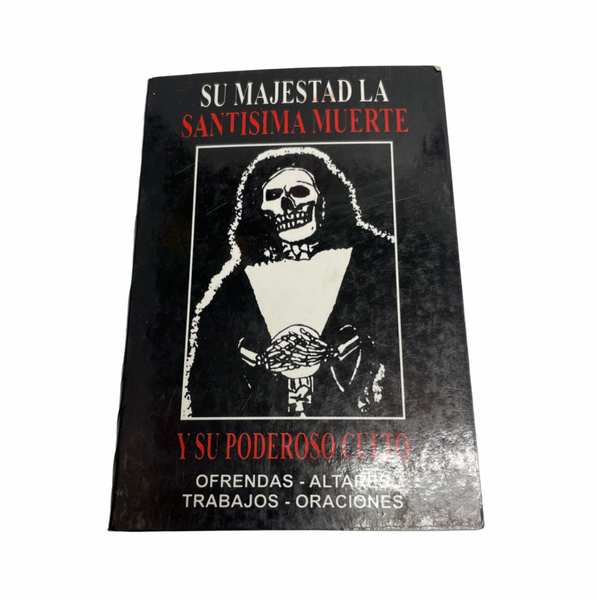 SU MAJESTAD LA
SANTISIMA MUERTE
Y SU PODEROSO CULTO
OFRENDAS - ALTARES
TRABAJOS - ORACIONES